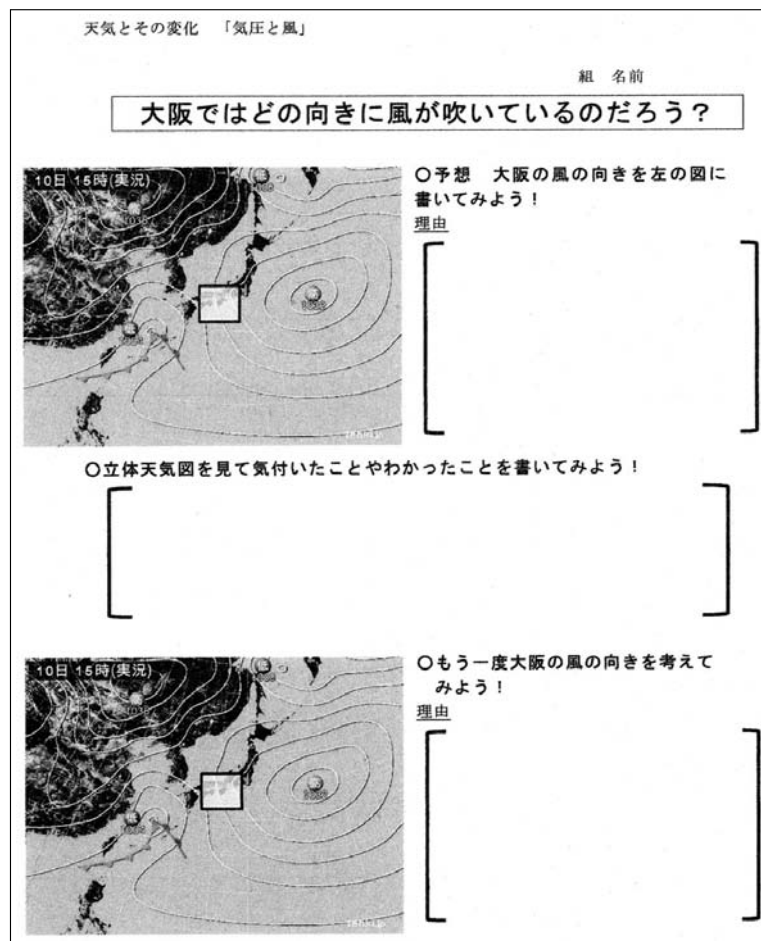 天気とその変化 「気圧と風」
組 名前
大阪ではどの向きに風が吹いているのだろう？
10日 15時(実況)
○予想 大阪の風の向きを左の図に
書いてみよう！
理由
○立体天気図を見て気付いたことやわかったことを書いてみよう！
10日 15時(実況)
○もう一度大阪の風の向きを考えて
みよう！
理由